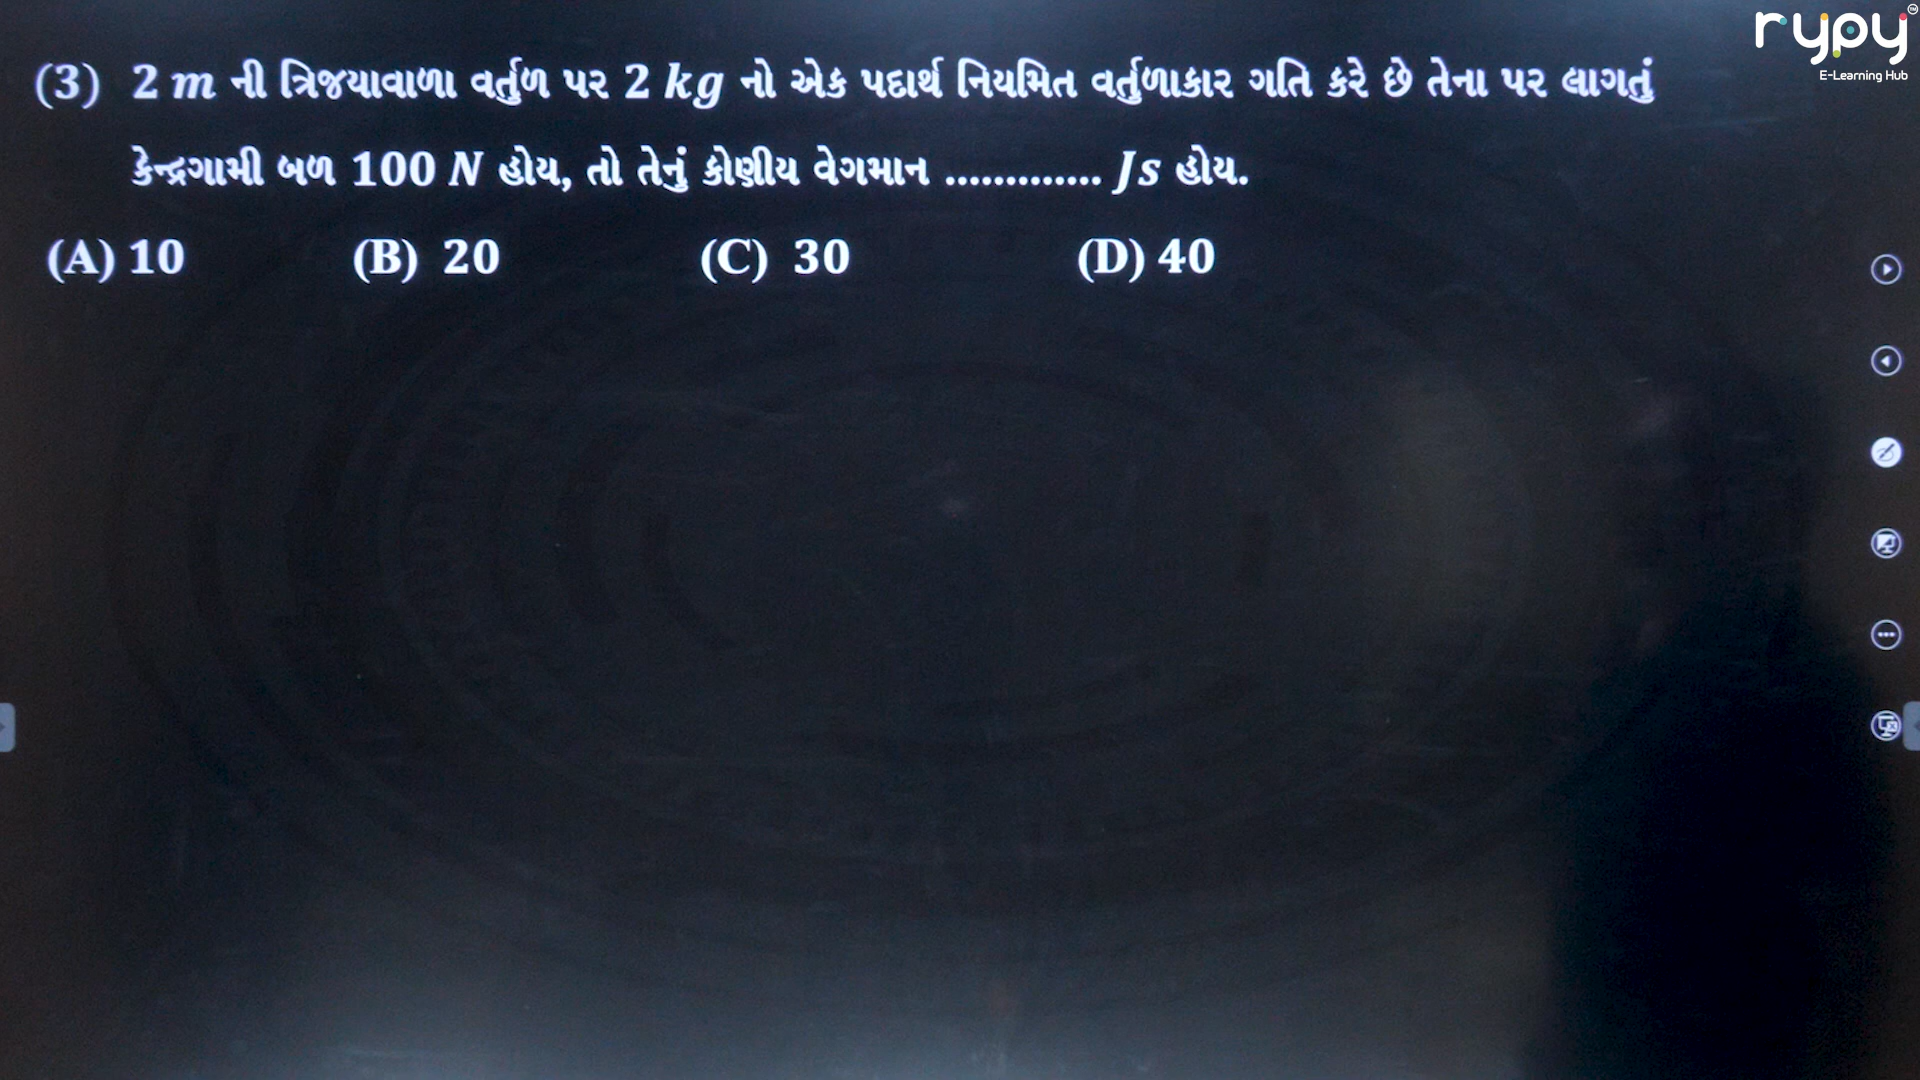 rypy™
E-Learning Hub
(3) 2 m ની ત્રિજયાવાળા વર્તુળ પર 2 kg નો એક પદાર્થ નિયમિત વર્તુળાકાર ગતિ કરે છે તેના પર લાગતું
કેન્દ્રગામી બળ 100 N હોય, તો તેનું કોણીય વેગમાન ............. Js હોય.
(A) 10 (B) 20 (C) 30 (D) 40